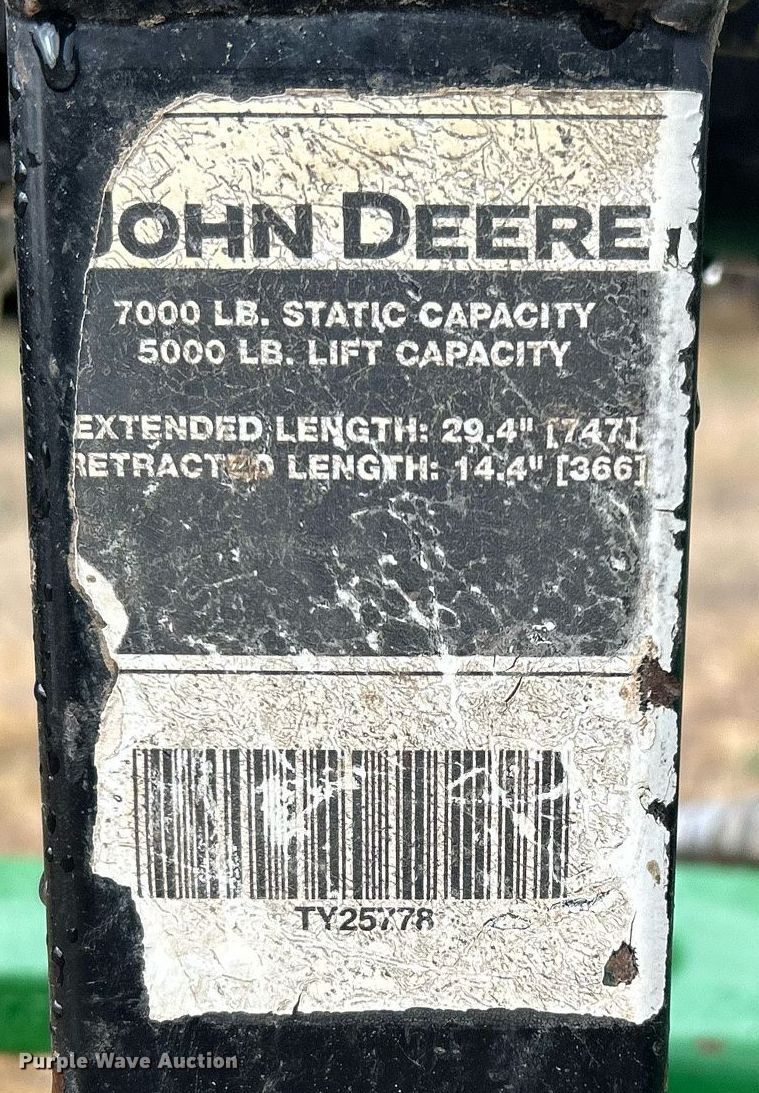 JOHN DEERE
7000 LB. STATIC CAPACITY
5000 LB. LIFT CAPACITY
EXTENDED LENGTH: 29.4" [747]
RETRACTED LENGTH: 14.4" [366]
TY25778
Purple Wave Auction